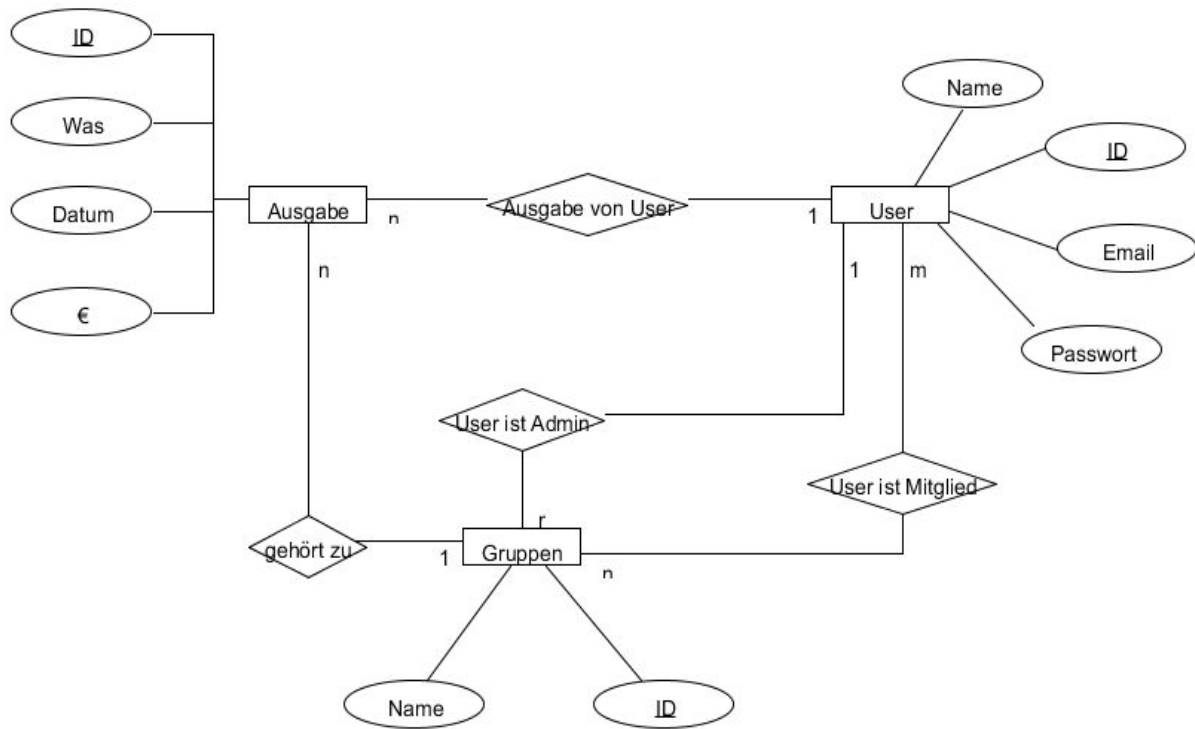 ID
Name
Was
ID
Datum
Ausgabe
n
Ausgabe von User
1
User
Email
n
1
m
€
Passwort
User ist Admin
User ist Mitglied
r
gehört zu
1
Gruppen
n
Name
ID